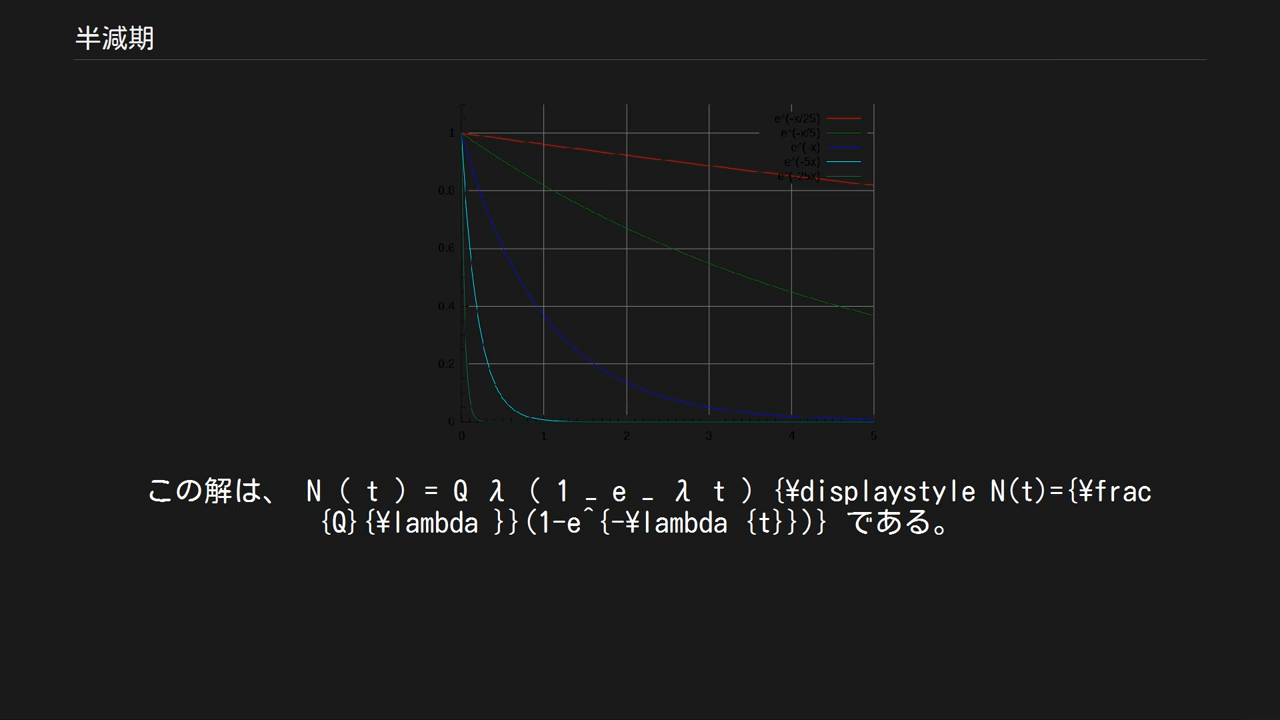 半減期
e^(-x/25)
e^(-x/5)
e^(-x)
e^(-5x)
e^(-25x)
1
0.8
0.6
0.4
0.2
0
0 1 2 3 4 5
この解は、 N ( t ) = Q λ ( 1 − e − λ t ) {¥displaystyle N(t)={¥frac
{Q}{¥lambda }}(1-e^{-¥lambda {t}})} である。